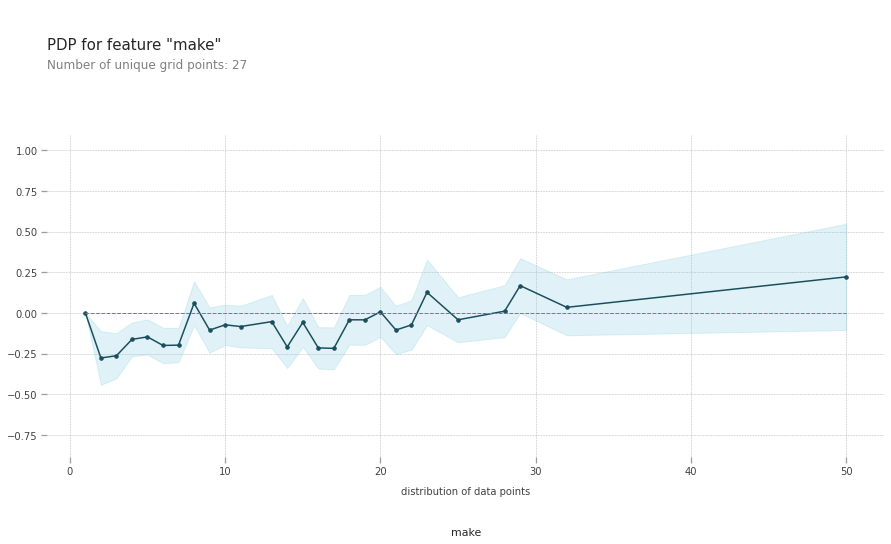 PDP for feature "make"
Number of unique grid points: 27
1.00
0.75
0.50
0.25
0.00
−0.25
−0.50
−0.75
0 10 20 30 40 50
distribution of data points
make